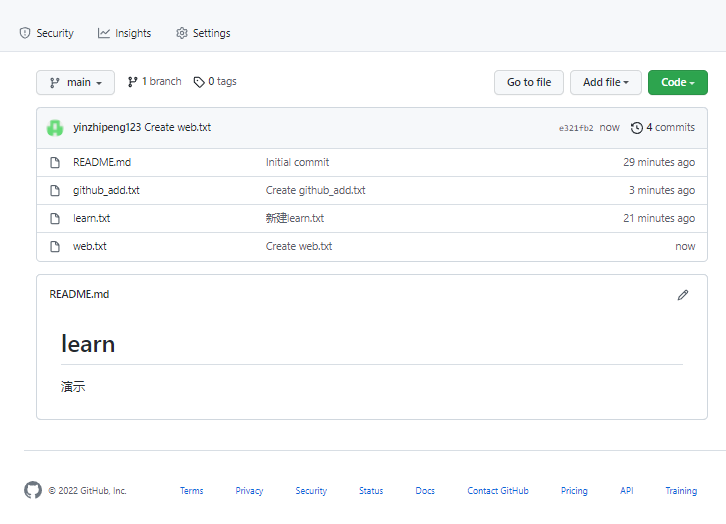 Security Insights Settings
main 1 branch 0 tags Go to file Add file Code
yinzhipeng123 Create web.txt e321fb2 now 4 commits
README.md Initial commit 29 minutes ago
github_add.txt Create github_add.txt 3 minutes ago
learn.txt 新建learn.txt 21 minutes ago
web.txt Create web.txt now
README.md
learn
演示
© 2022 GitHub, Inc. Terms Privacy Security Status Docs Contact GitHub Pricing API Training